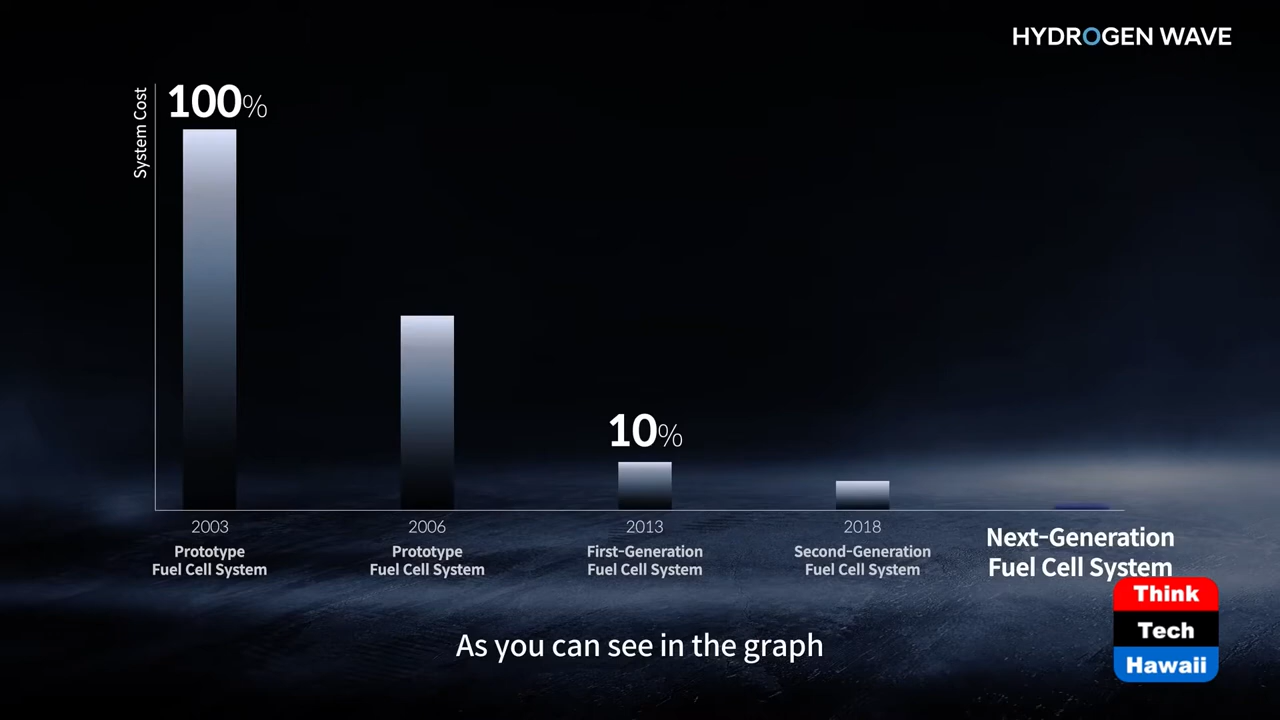 HYDROGEN WAVE
System Cost
100%
10%
2003
Prototype
Fuel Cell System
2006
Prototype
Fuel Cell System
2013
First-Generation
Fuel Cell System
2018
Second-Generation
Fuel Cell System
Next-Generation
Fuel Cell System
As you can see in the graph
Think
Tech
Hawaii